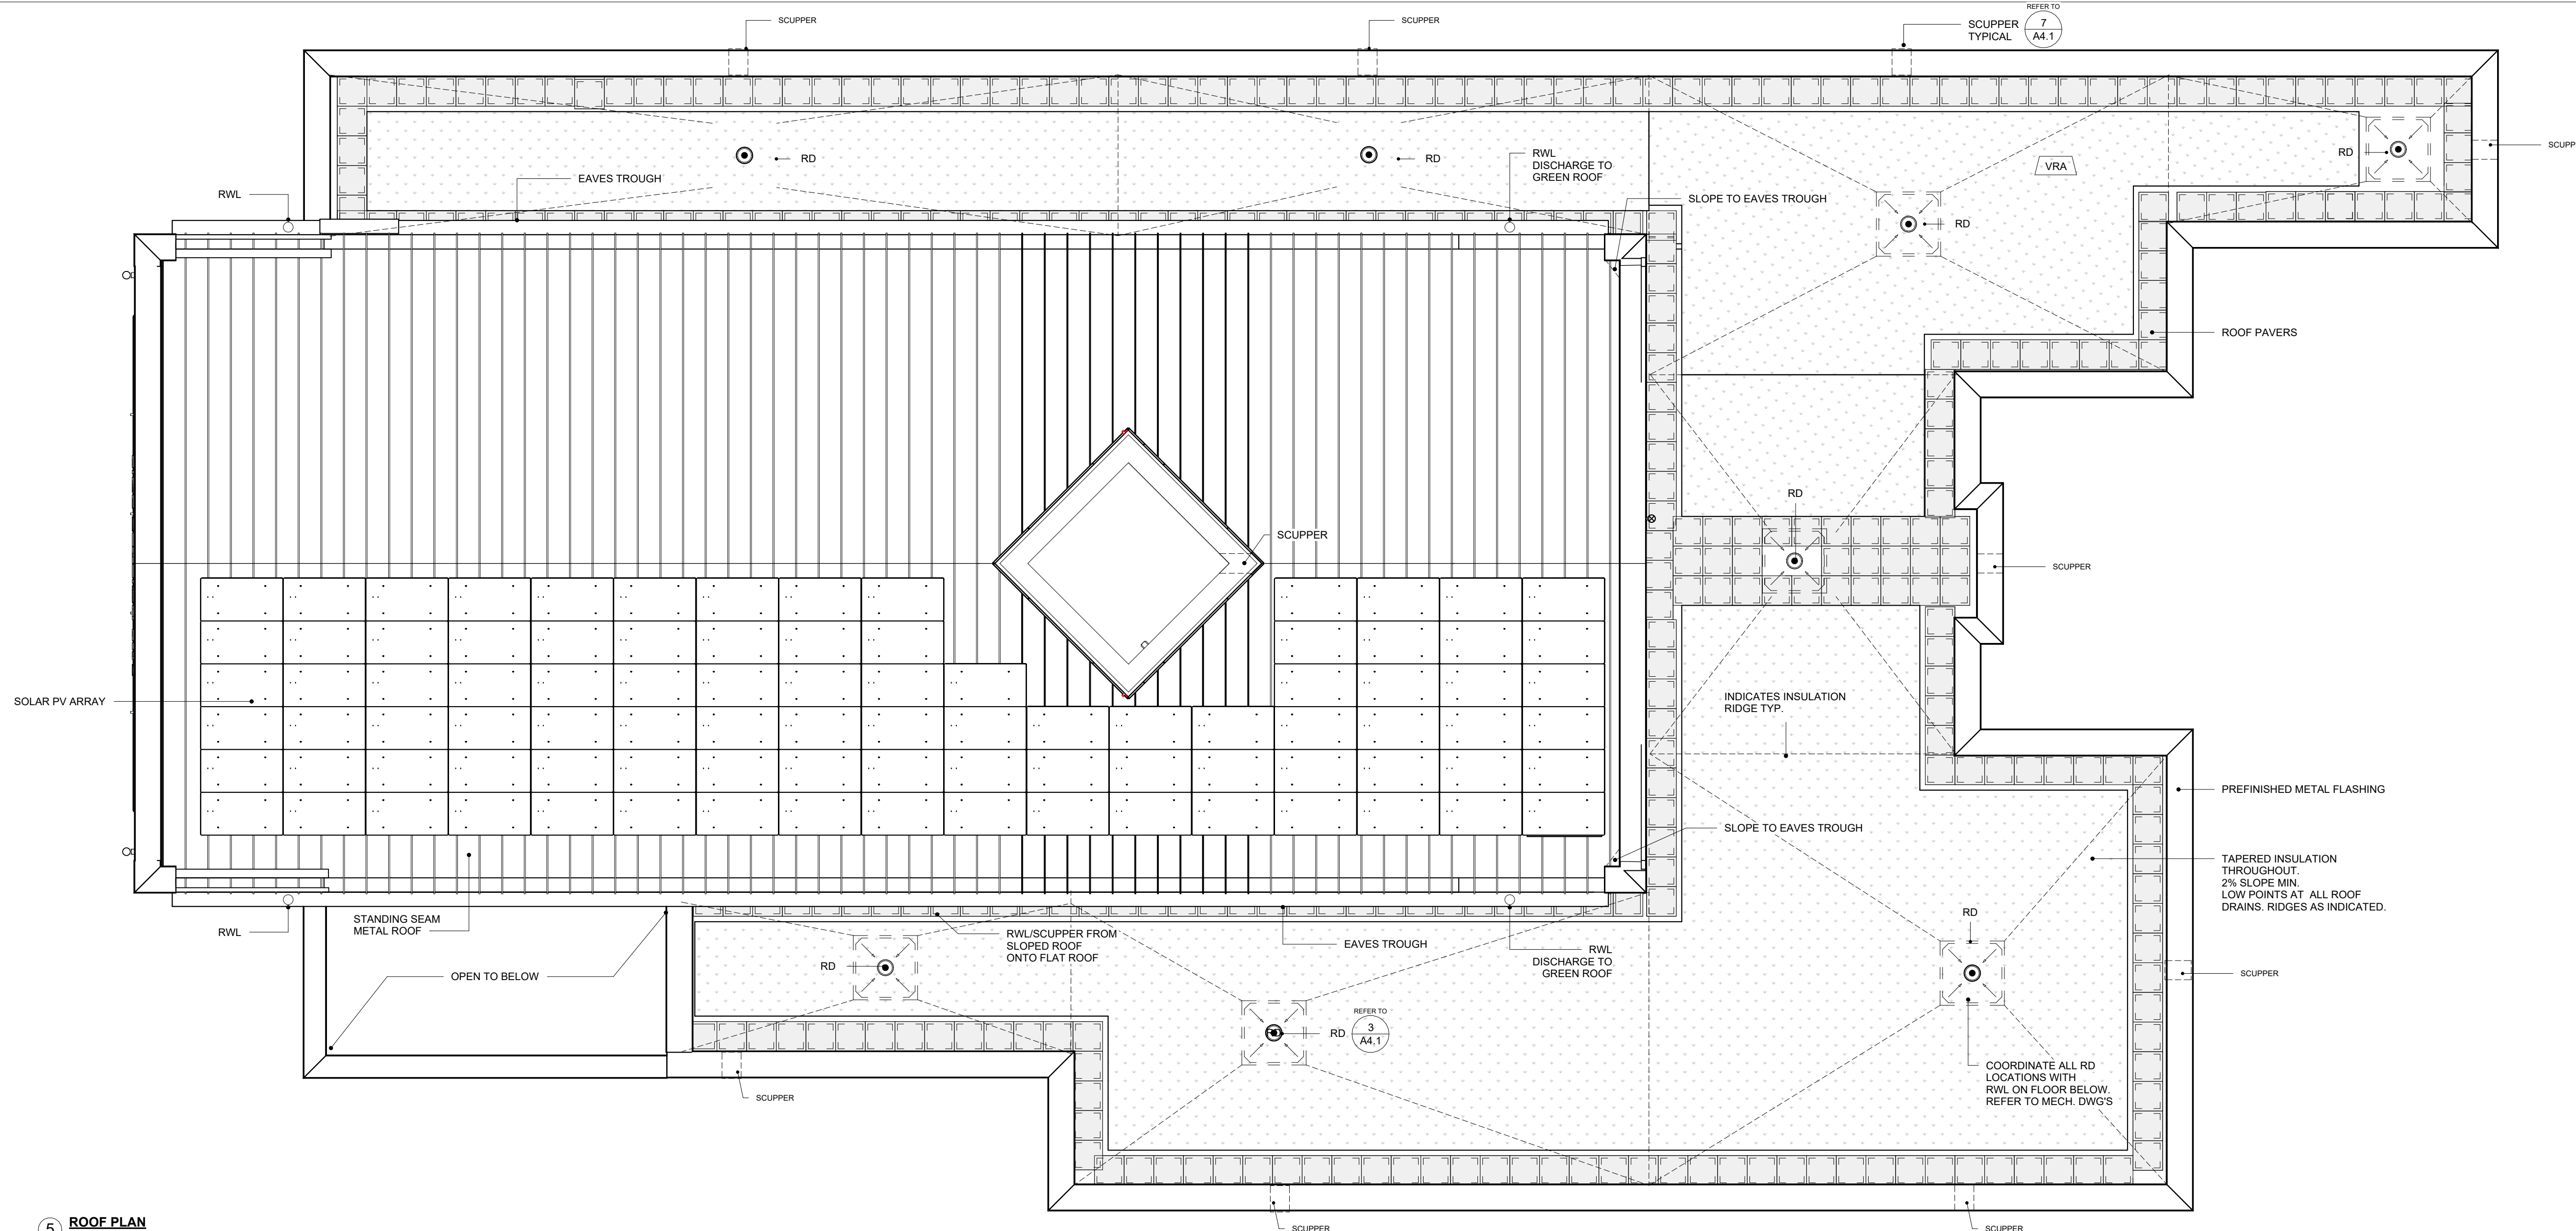 SCUPPER
SCUPPER
REFER TO
SCUPPER
TYPICAL
7
A4.1
RD
RD
RWL
DISCHARGE TO
GREEN ROOF
VRA
RD
SCUPP
EAVES TROUGH
RWL
SLOPE TO EAVES TROUGH
RD
ROOF PAVERS
RD
SCUPPER
SCUPPER
SOLAR PV ARRAY
INDICATES INSULATION
RIDGE TYP.
PREFINISHED METAL FLASHING
SLOPE TO EAVES TROUGH
TAPERED INSULATION
THROUGHOUT.
2% SLOPE MIN.
LOW POINTS AT ALL ROOF
DRAINS. RIDGES AS INDICATED.
STANDING SEAM
METAL ROOF
RWL
RWL/SCUPPER FROM
SLOPED ROOF
ONTO FLAT ROOF
EAVES TROUGH
RWL
DISCHARGE TO
GREEN ROOF
RD
OPEN TO BELOW
RD
SCUPPER
REFER TO
RD
3
A4.1
COORDINATE ALL RD
LOCATIONS WITH
RWL ON FLOOR BELOW.
REFER TO MECH. DWG'S
SCUPPER
5
ROOF PLAN
SCUPPER
SCUPPER